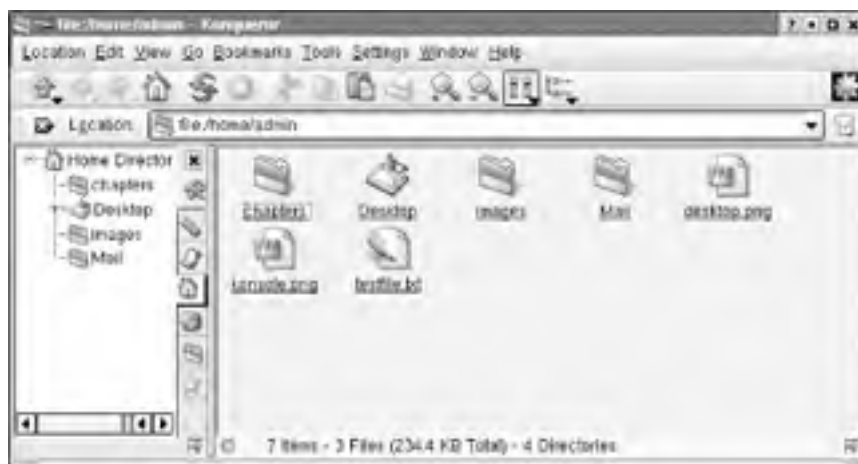 file:/home/admin - Konqueror
Location Edit View Go Bookmarks Tools Settings Window Help
Location file:/home/admin
Home Director
chapters
Desktop
images
Mail
chapters Desktop images Mail desktop.png
konsole.png testfile.txt
7 Items - 3 Files (234.4 KB Total) - 4 Directories